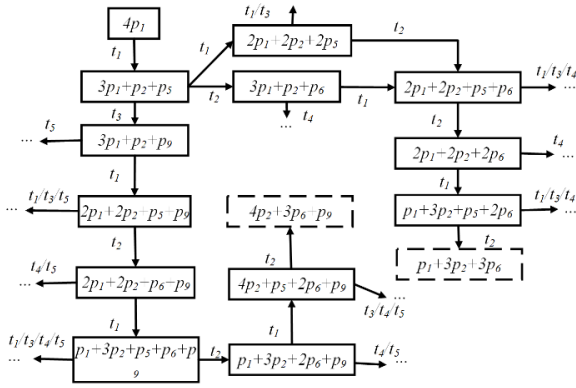 4p₁
t₁/t₃
t₁
t₁
2p₁+2p₂+2p₅
t₂
3p₁+p₂+p₅
t₂
3p₁+p₂+p₆
t₁
2p₁+2p₂+p₅+p₆
t₁/t₃/t₄
...
t₃
t₄
...
t₂
... t₅
3p₁+p₂+p₉
2p₁+2p₂+2p₆
t₄
...
t₁
t₁
... t₁/t₃/t₅
2p₁+2p₂+p₅+p₉
4p₂+3p₆+p₉
p₁+3p₂+p₅+2p₆
t₁/t₃/t₄
...
t₂
t₂
t₂
p₁+3p₂+3p₆
... t₄/t₅
2p₁+2p₂+p₆+p₉
4p₂+p₅+2p₆+p₉
...
t₃/t₄/t₅
t₁
t₁
t₁/t₃/t₄/t₅
...
p₁+3p₂+p₅+p₆+p
9
t₂
p₁+3p₂+2p₆+p₉
t₄/t₅
...